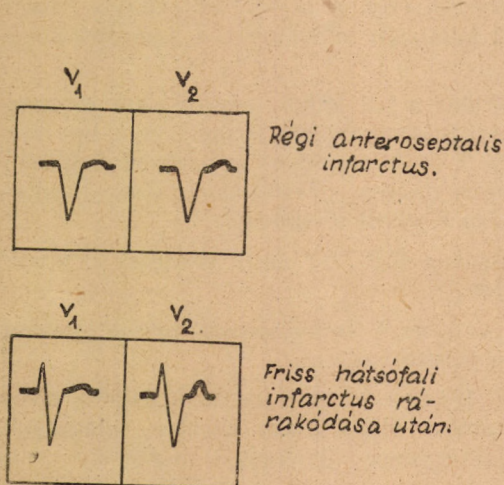 V1 V2
Régi anteroseptalis
infarctus.
V1 V2.
Friss hátsófali
infarctus rá-
rakódása után.